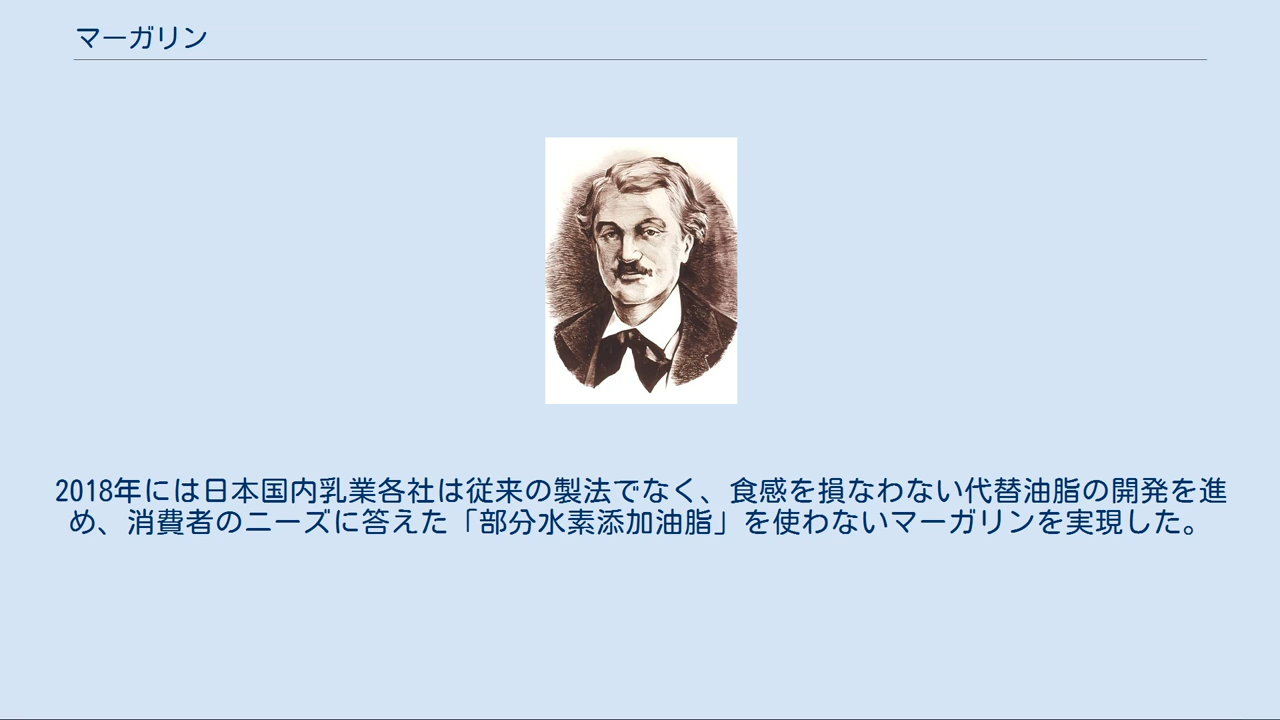 マーガリン
2018年には日本国内乳業各社は従来の製法でなく、食感を損なわない代替油脂の開発を進
め、消費者のニーズに答えた「部分水素添加油脂」を使わないマーガリンを実現した。